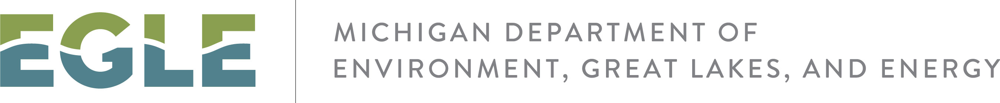 EGLE
MICHIGAN DEPARTMENT OF
ENVIRONMENT, GREAT LAKES, AND ENERGY